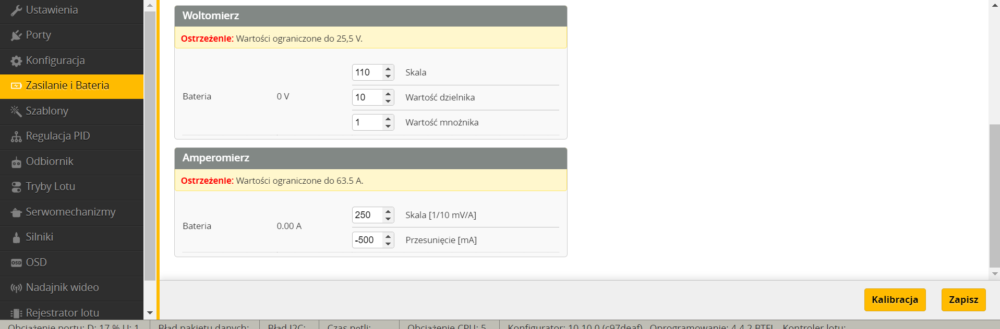 Ustawienia
Porty
Konfiguracja
Zasilanie i Bateria
Szablony
Regulacja PID
Odbiornik
Tryby Lotu
Serwomechanizmy
Silniki
OSD OSD
Nadajnik wideo
Rejestrator lotu
Woltomierz
Ostrzeżenie: Wartości ograniczone do 25,5 V.
Bateria 0 V
110 Skala
10 Wartość dzielnika
1 Wartość mnożnika
Amperomierz
Ostrzeżenie: Wartości ograniczone do 63.5 A.
Bateria 0.00 A
250 Skala [1/10 mV/A]
-500 Przesunięcie [mA]
Kalibracja Zapisz
Obciążenie portu: D: 17 % U: 1 Błąd pakietu danych: Błąd I2C: Czas pętli: Obciążenie CPU: 5 Konfigurator: 10.10.0 (c97deaf), Oprogramowanie: 4.4.2 BTFL, Kontroler lotu: